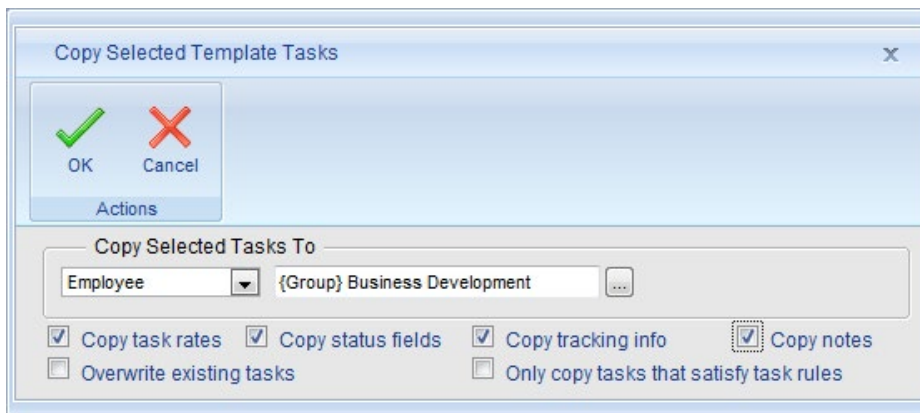 Copy Selected Template Tasks
x
OK Cancel
Actions
Copy Selected Tasks To
Employee {Group} Business Development ...
Copy task rates Copy status fields Copy tracking info Copy notes
Overwrite existing tasks Only copy tasks that satisfy task rules